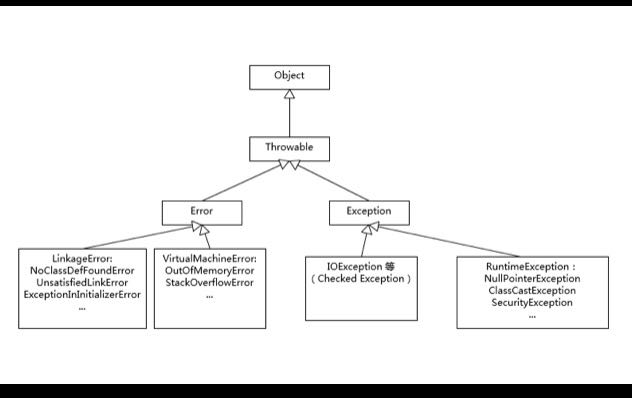 Object
Throwable
Error
Exception
LinkageError:
NoClassDefFoundError
UnsatisfiedLinkError
ExceptionInInitializerError
...
VirtualMachineError:
OutOfMemoryError
StackOverflowError
...
IOException 等
( Checked Exception )
RuntimeException :
NullPointerException
ClassCastException
SecurityException
...